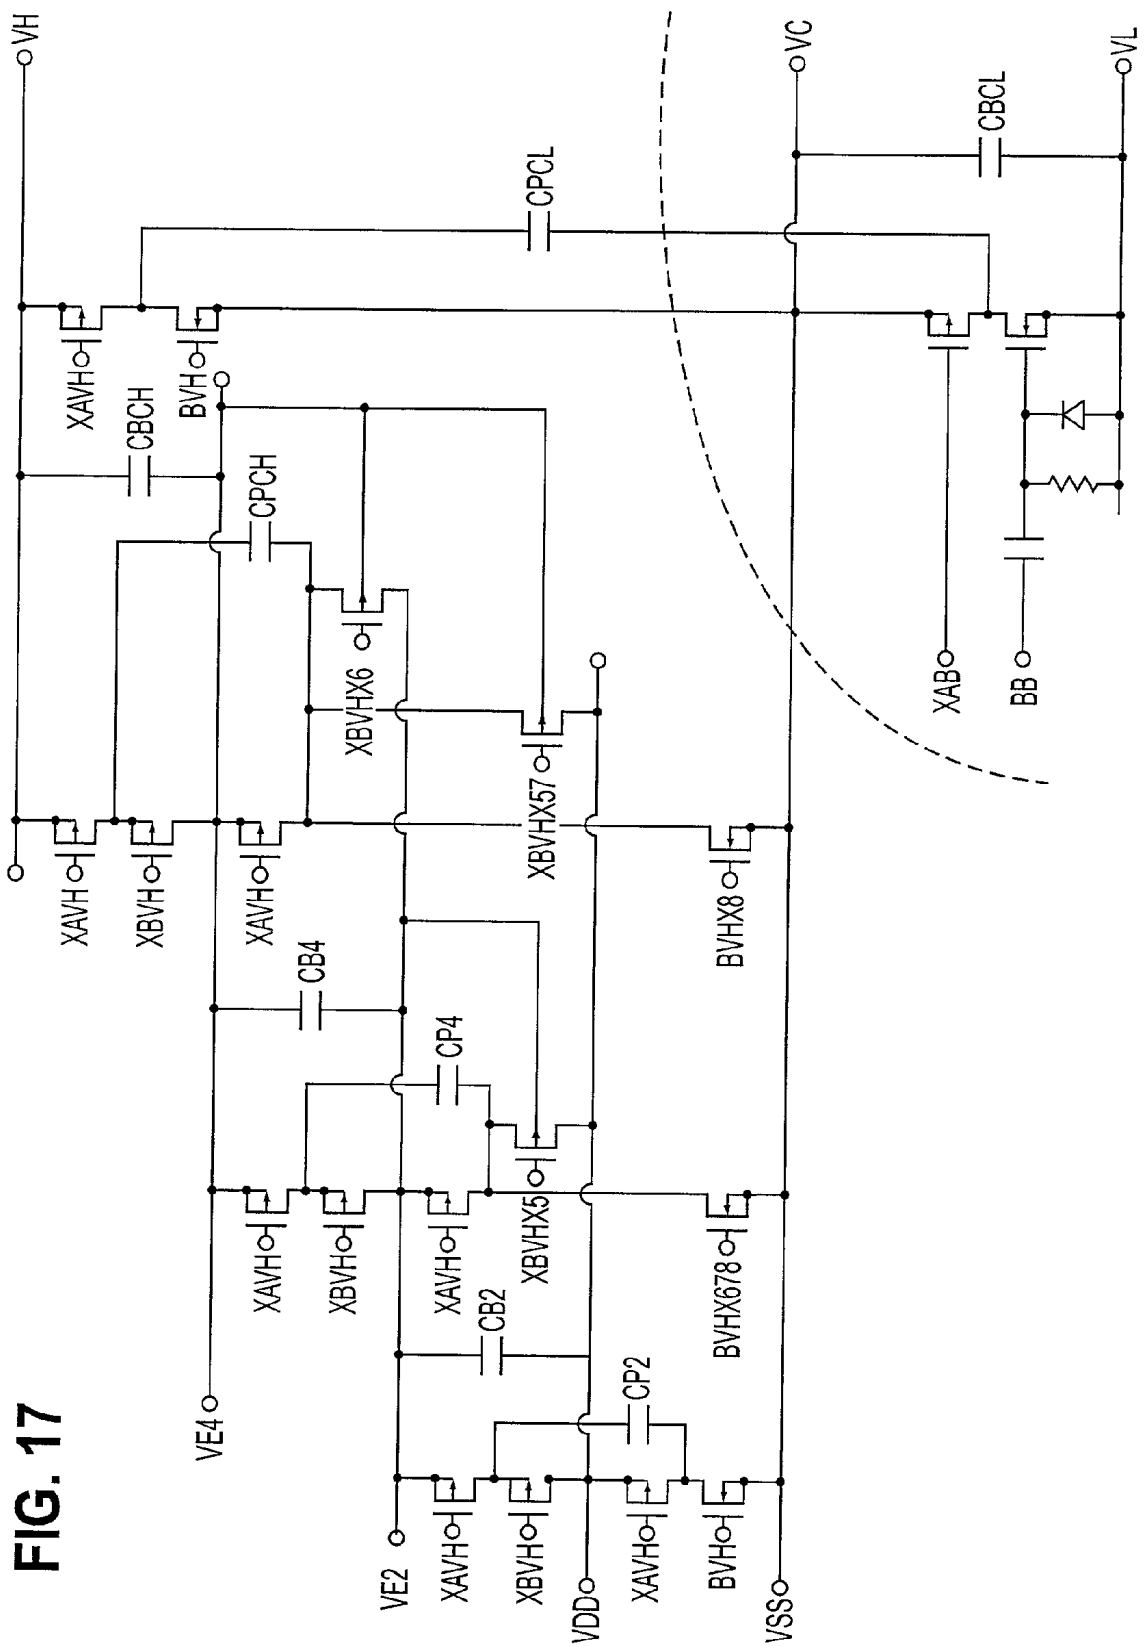 FIG. 17
VH
XAVH
CBCH
BVH
CPCL
VC
CBCL
VL
XAVH
XBVH
XAVH
CPCH
XBVHX6
XBVHX57
BVHX8
XAB
BB
VE4
CB4
XAVH
XBVH
XAVH
CP4
XBVHX5
BVHX678
VE2
CB2
XAVH
XBVH
CP2
VDD
XAVH
BVH
VSS